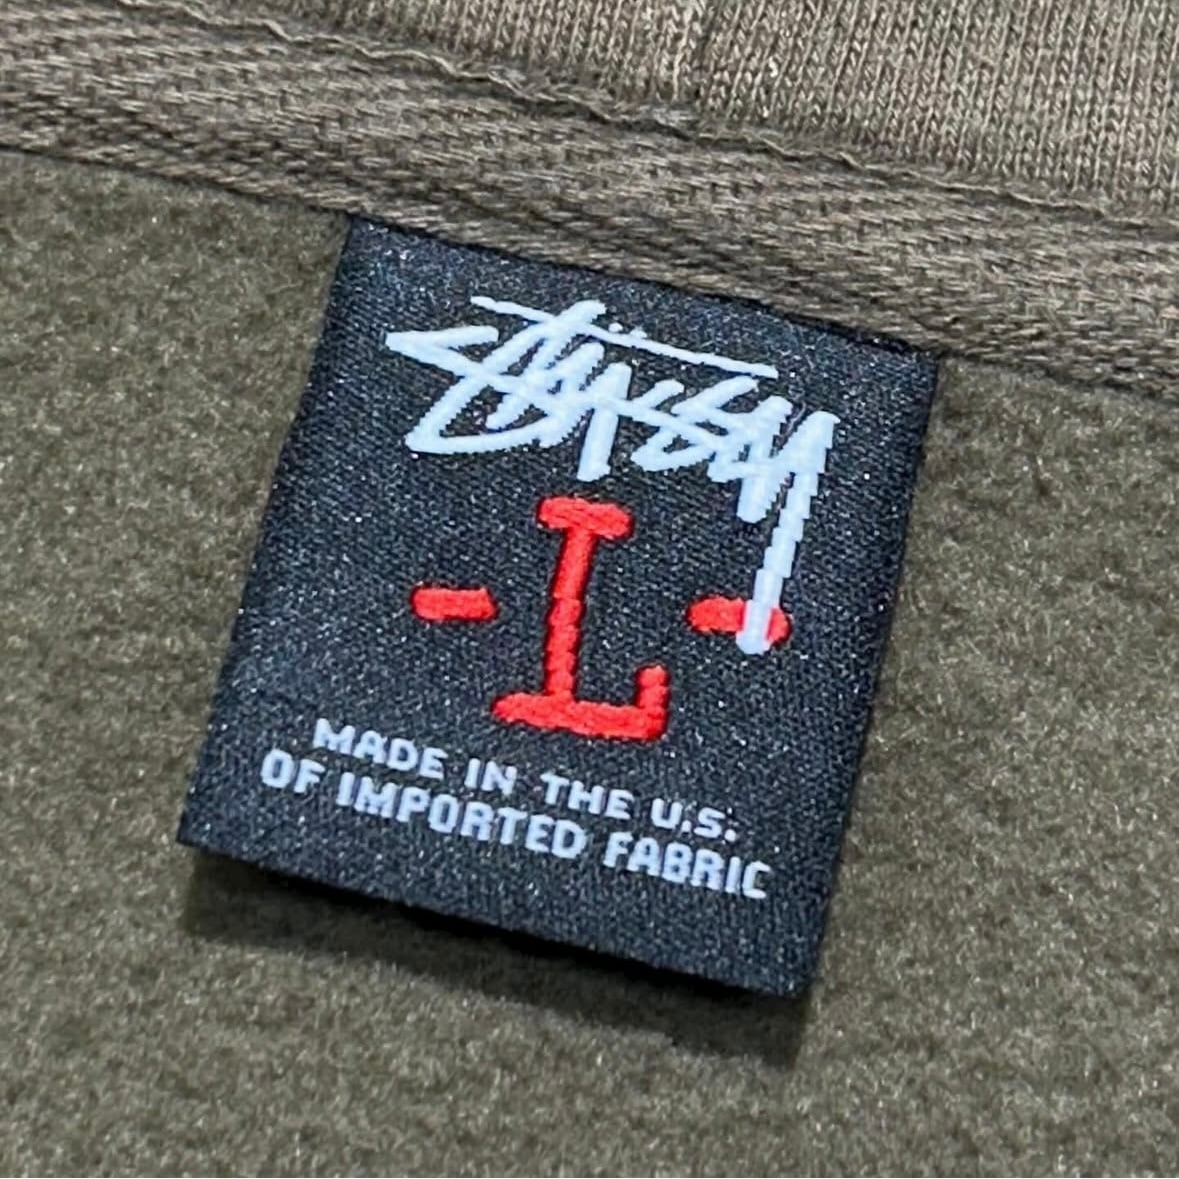 Stüssy
-L-
MADE IN THE U.S.
OF IMPORTED FABRIC